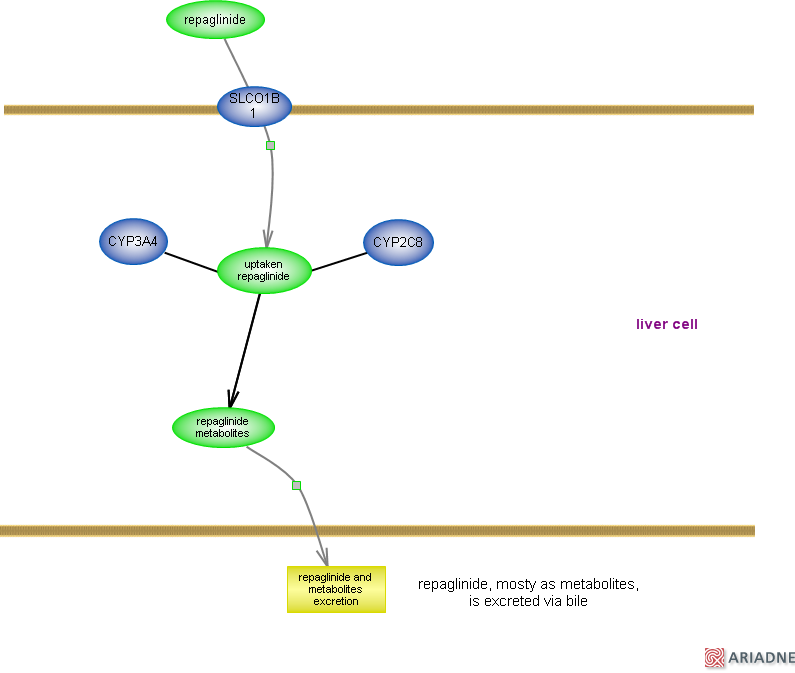 repaglinide
SLCO1B
1
CYP3A4
CYP2C8
uptaken
repaglinide
liver cell
repaglinide
metabolites
repaglinide and
metabolites
excretion
repaglinide, mosty as metabolites,
is excreted via bile
ARIADNE